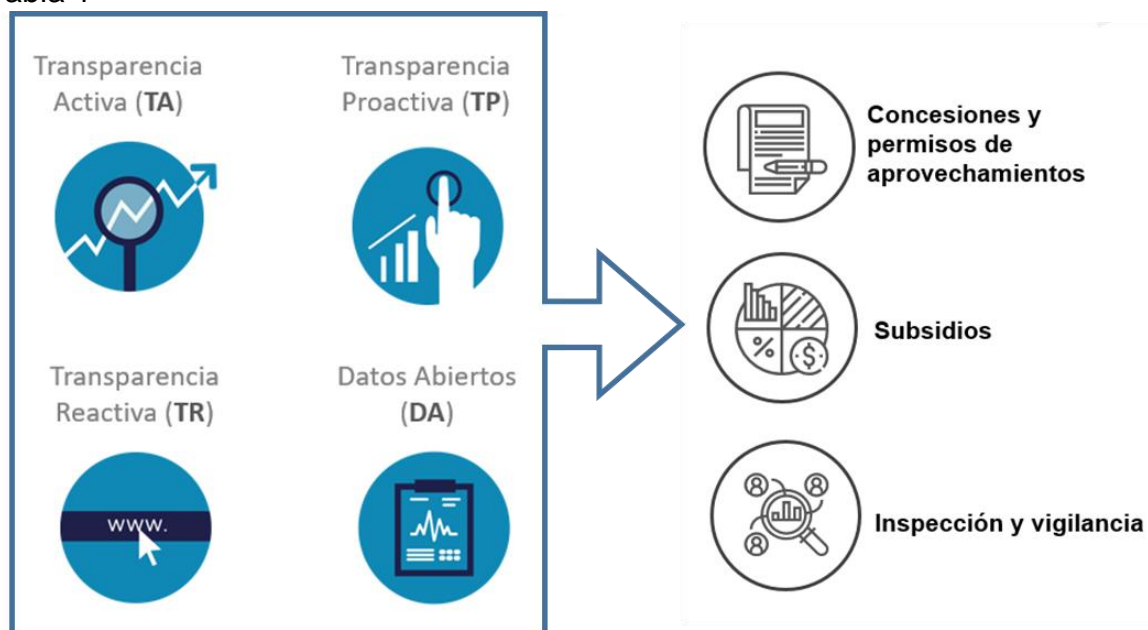 Transparencia
Activa (TA)
Transparencia
Proactiva (TP)
Transparencia
Reactiva (TR)
www.
Datos Abiertos
(DA)
Concesiones y
permisos de
aprovechamientos
Subsidios
%
$
Inspección y vigilancia